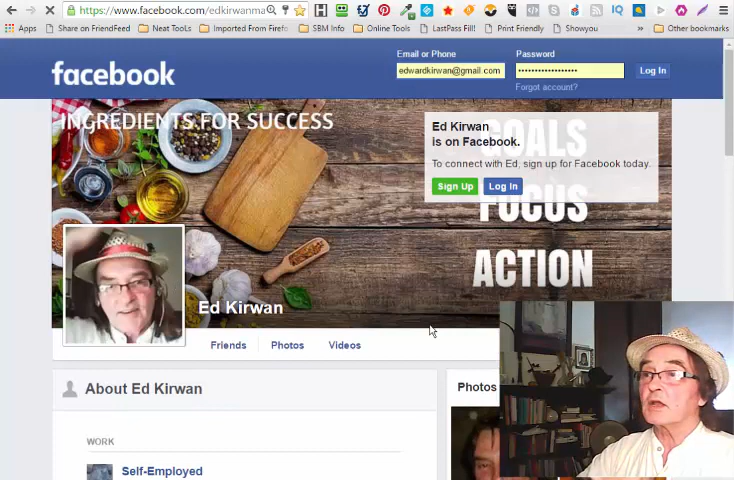 https://www.facebook.com/edkirwanma
Apps
Share on FriendFeed
Neat Tools
Imported From Firef
SBM Info
Online Tools
LastPass Fill!
Print Friendly
Showyou
»
Other bookmarks
facebook
Email or Phone
Password
edwardkirwan@gmail.com
••••••••••••••••••
Log In
Forgot account?
INGREDIENTS FOR SUCCESS
GOALS
FOCUS
ACTION
Ed Kirwan
is on Facebook.
To connect with Ed, sign up for Facebook today.
Sign Up
Log In
Ed Kirwan
Friends
Photos
Videos
About Ed Kirwan
Photos
WORK
Self-Employed